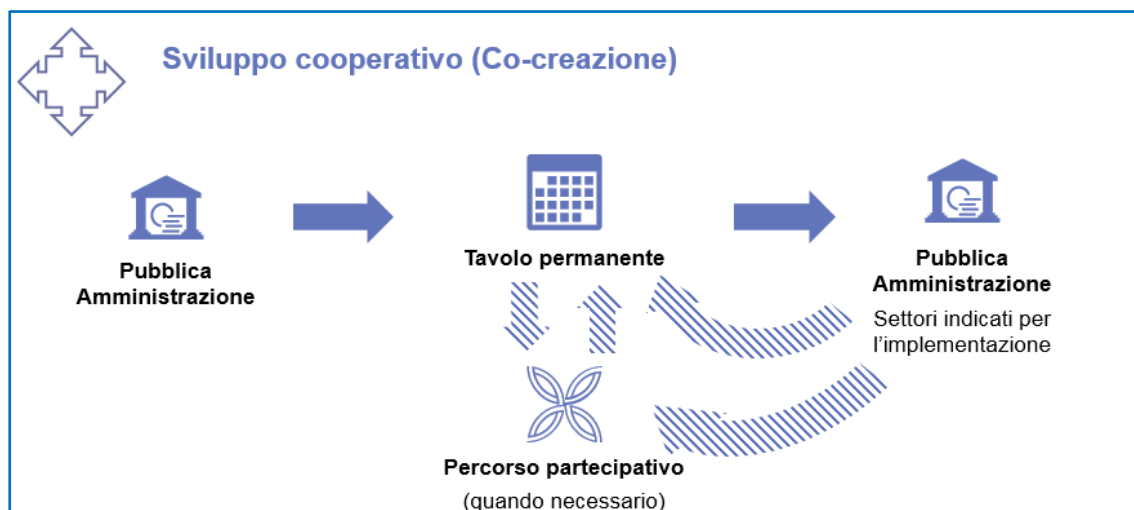 Sviluppo cooperativo (Co-creazione)
Pubblica
Amministrazione
Tavolo permanente
Pubblica
Amministrazione
Settori indicati per
l'implementazione
Percorso partecipativo
(quando necessario)